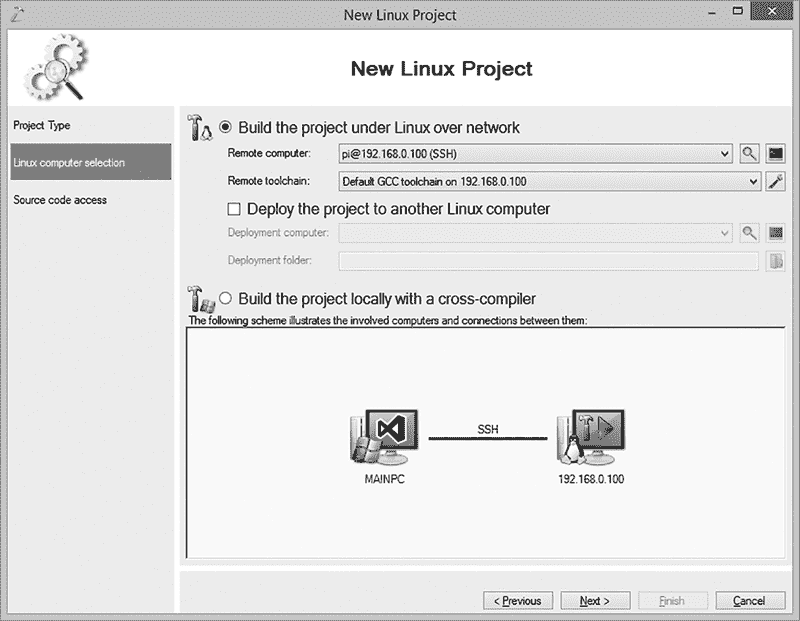 New Linux Project
New Linux Project
Project Type
Linux computer selection
Source code access
Build the project under Linux over network
Remote computer: pi@192.168.0.100 (SSH)
Remote toolchain: Default GCC toolchain on 192.168.0.100
Deploy the project to another Linux computer
Deployment computer:
Deployment folder:
Build the project locally with a cross-compiler
The following scheme illustrates the involved computers and connections between them:
SSH
MAINPC 192.168.0.100
< Previous Next > Finish Cancel